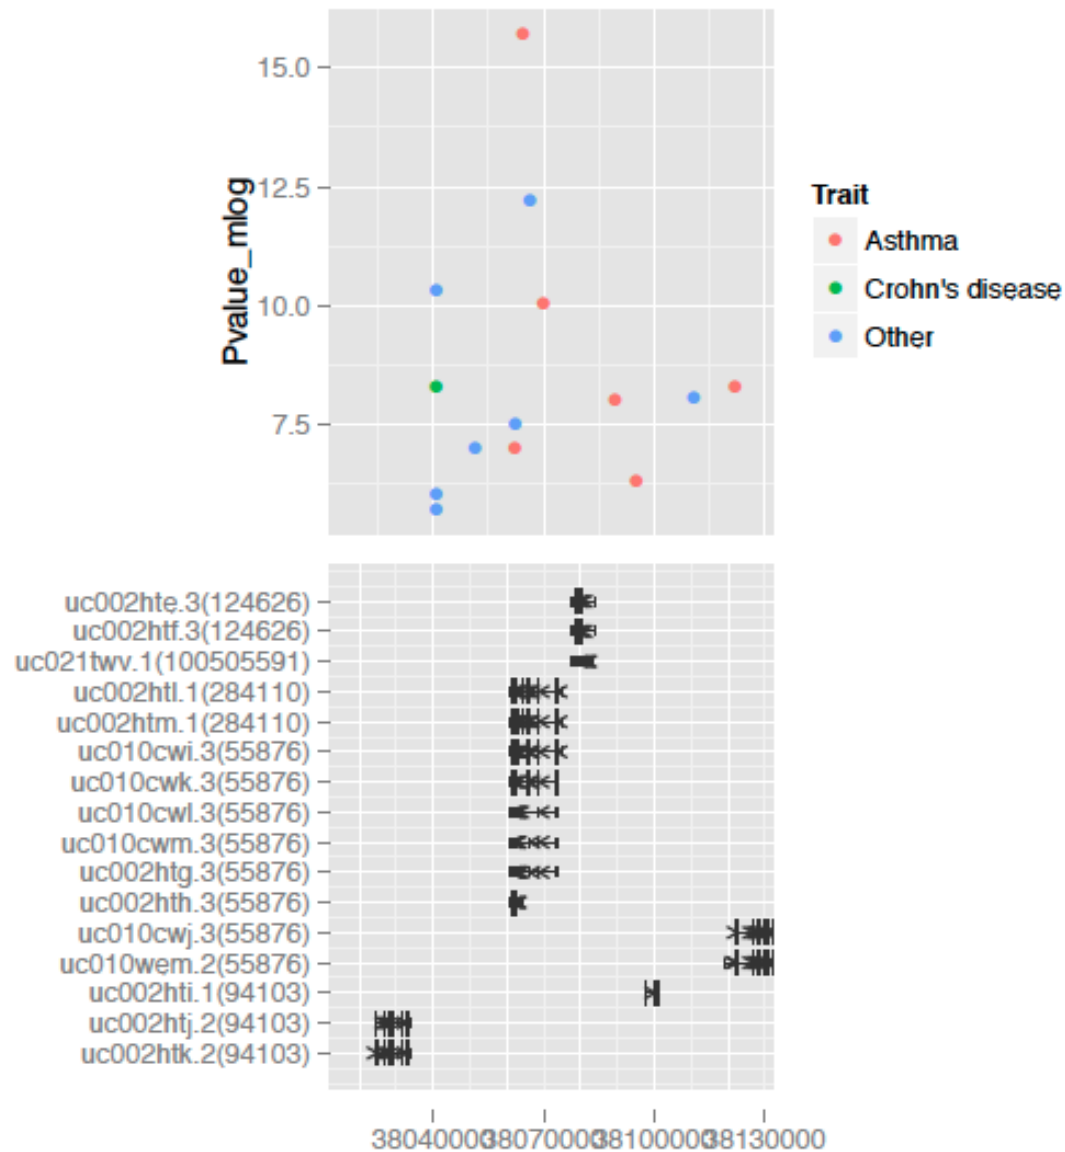 15.0
12.5
10.0
7.5
Pvalue_mlog
Trait
Asthma
Crohn's disease
Other
uc002hte.3(124626)
uc002htf.3(124626)
uc021twv.1(100505591)
uc002htl.1(284110)
uc002htm.1(284110)
uc010cwi.3(55876)
uc010cwk.3(55876)
uc010cwl.3(55876)
uc010cwm.3(55876)
uc002htg.3(55876)
uc002hth.3(55876)
uc010cwj.3(55876)
uc010wem.2(55876)
uc002hti.1(94103)
uc002htj.2(94103)
uc002htk.2(94103)
38040000 38070000 38100000 38130000